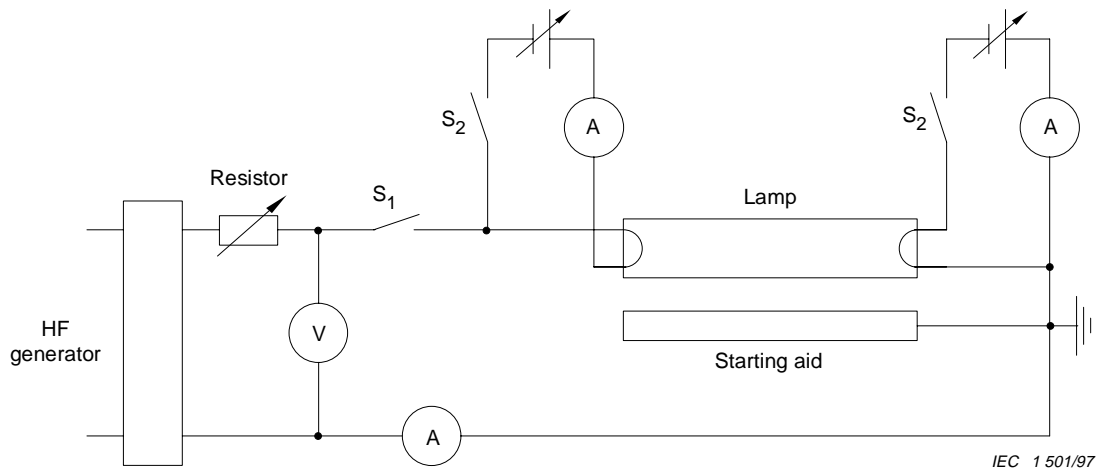 S2
A
S2
A
Resistor
S1
Lamp
HF
generator
V
Starting aid
A
IEC 1 501/97